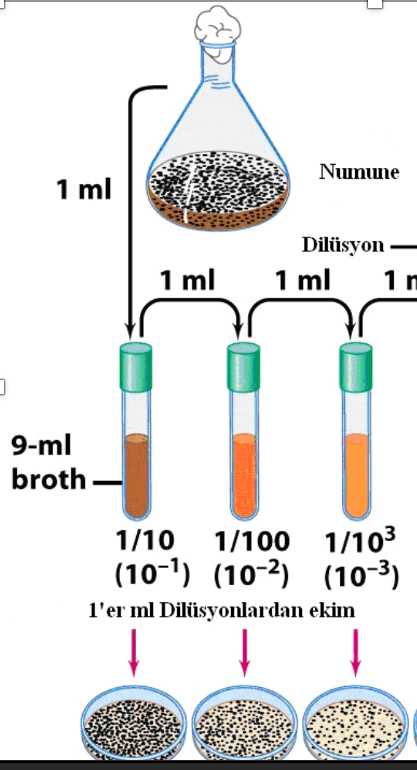 Numune
1 ml
Dilüsyon
1 ml
1 ml
9-ml
broth
1/10
(10⁻¹)
1/100
(10⁻²)
1/10³
(10⁻³)
1'er ml Dilüsyonlardan ekim